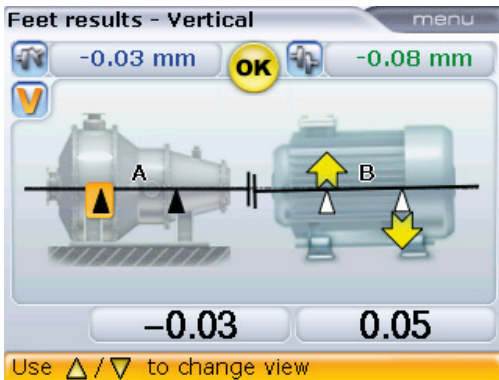 Feet results - Vertical menu
-0.03 mm OK -0.08 mm
V
A B
-0.03 0.05
Use △/▽ to change view